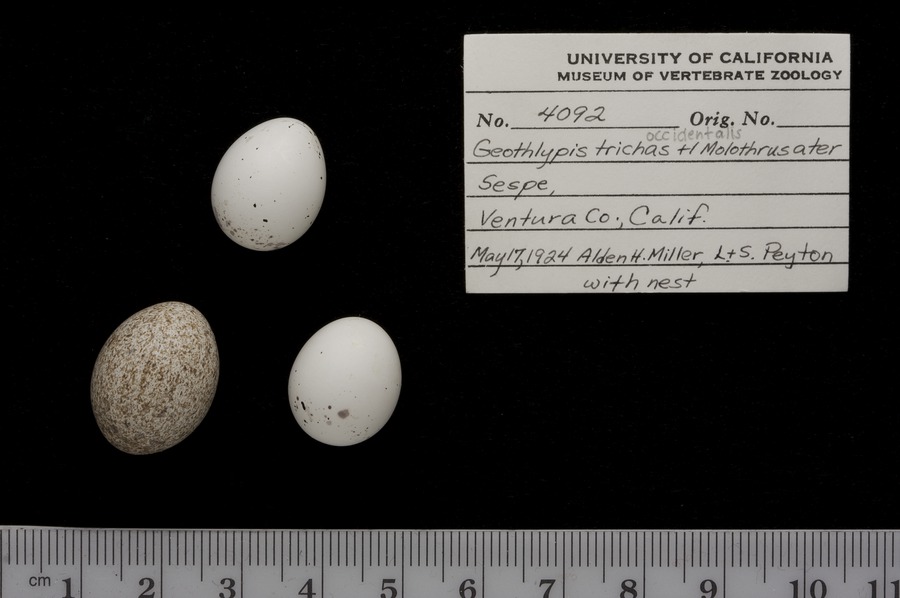 UNIVERSITY OF CALIFORNIA
MUSEUM OF VERTEBRATE ZOOLOGY
No. 4092 Orig. No.
occidentalis
Geothlypis trichas +1 Molothrus ater
Sespe,
Ventura Co., Calif.
May 17, 1924 Alden H. Miller, L+S. Peyton
with nest
cm 1 2 3 4 5 6 7 8 9 10 11